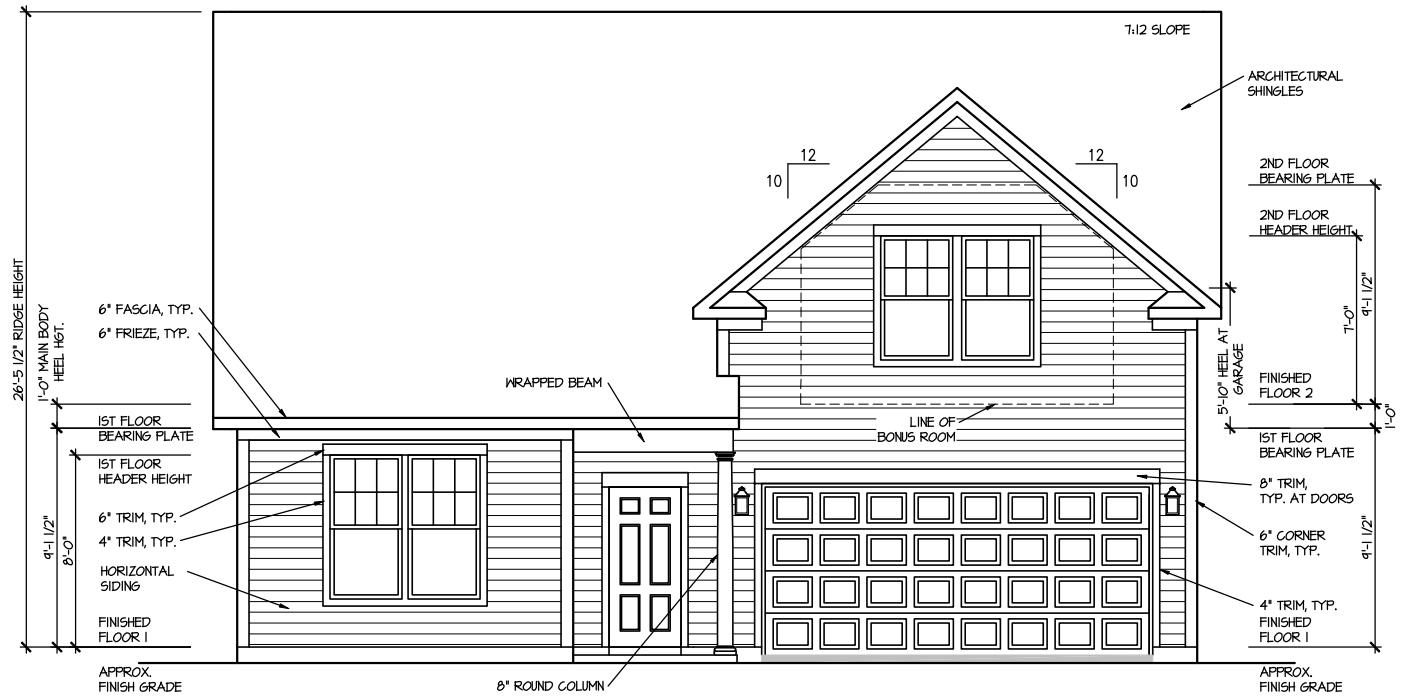 7:12 SLOPE
ARCHITECTURAL
SHINGLES
12
10
12
10
2ND FLOOR
BEARING PLATE
2ND FLOOR
HEADER HEIGHT
26'-5 1/2" RIDGE HEIGHT
1'-0" MAIN BODY
HEEL HGT.
6" FASCIA, TYP.
6" FRIEZE, TYP.
WRAPPED BEAM
7'-0"
9'-1 1/2"
5'-10" HEEL AT
GARAGE
FINISHED
FLOOR 2
1'-0"
LINE OF
BONUS ROOM
1ST FLOOR
BEARING PLATE
1ST FLOOR
HEADER HEIGHT
1ST FLOOR
BEARING PLATE
8" TRIM,
TYP. AT DOORS
6" TRIM, TYP.
4" TRIM, TYP.
9'-1 1/2"
8'-0"
6" CORNER
TRIM, TYP.
9'-1 1/2"
HORIZONTAL
SIDING
4" TRIM, TYP.
FINISHED
FLOOR 1
FINISHED
FLOOR 1
APPROX.
FINISH GRADE
8" ROUND COLUMN
APPROX.
FINISH GRADE